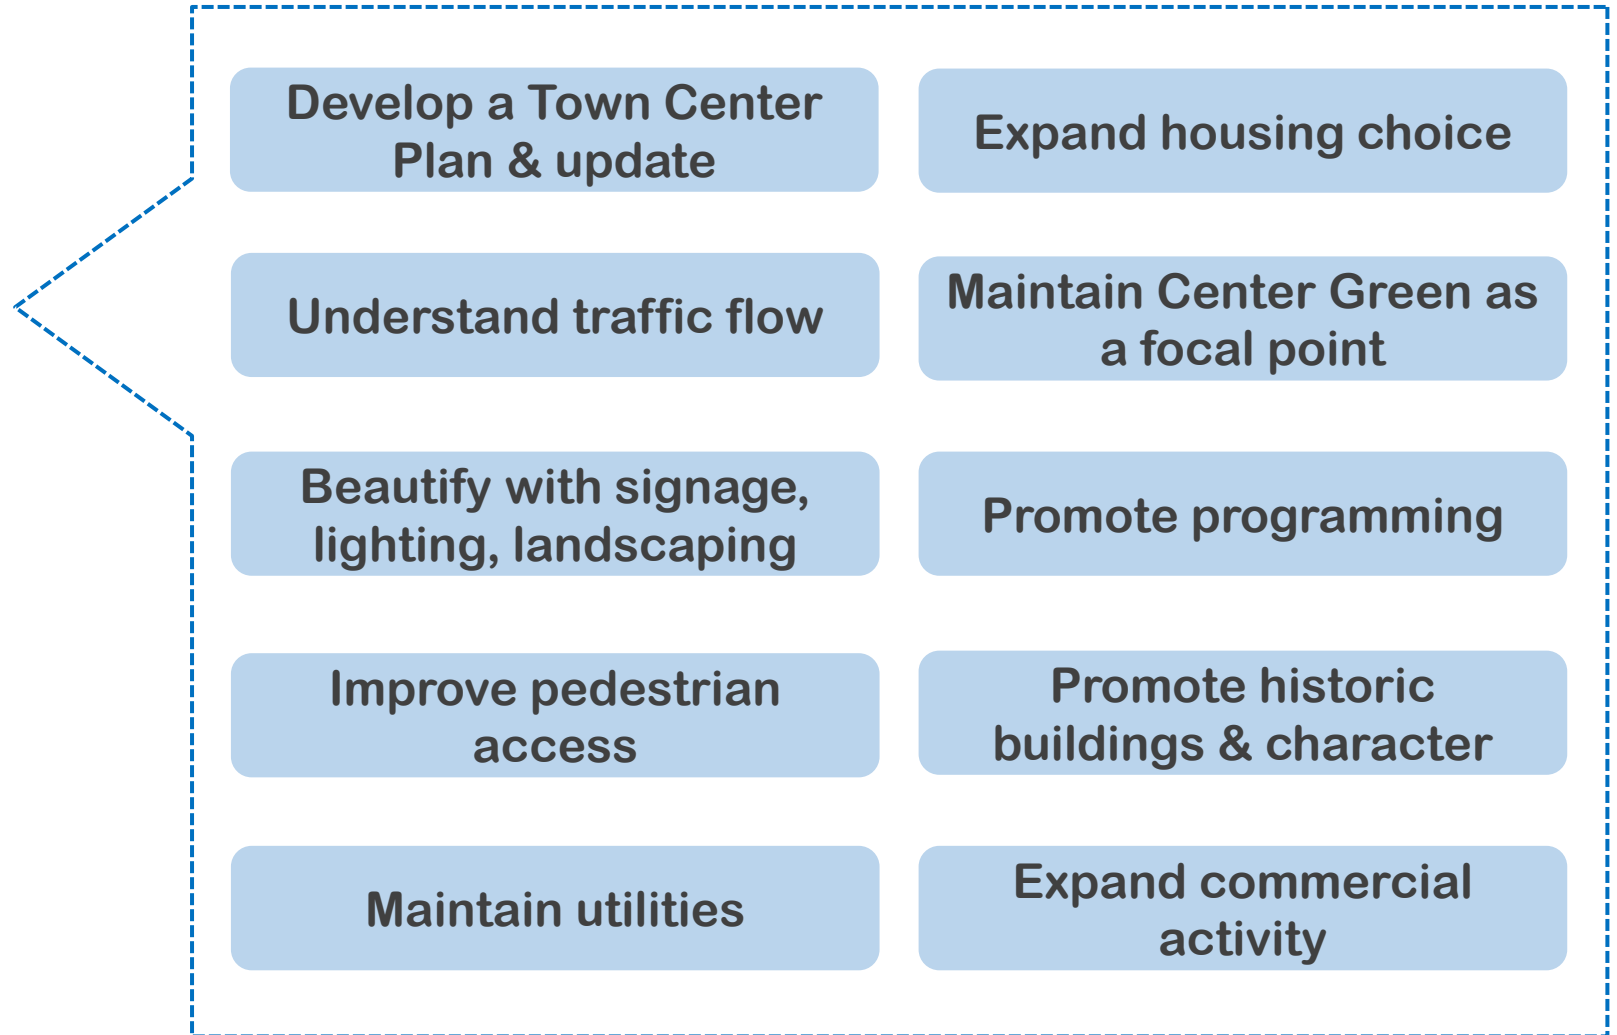 Develop a Town Center
Plan & update
Expand housing choice
Understand traffic flow
Maintain Center Green as
a focal point
Beautify with signage,
lighting, landscaping
Promote programming
Improve pedestrian
access
Promote historic
buildings & character
Maintain utilities
Expand commercial
activity